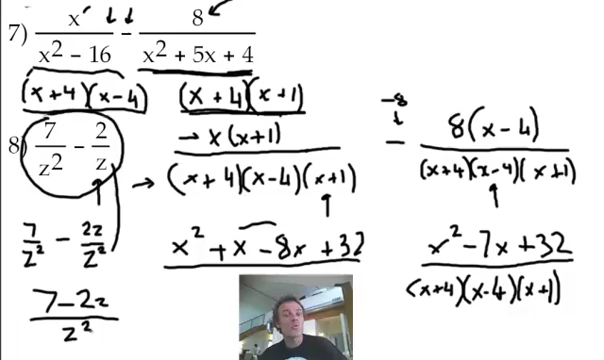 7) x/(x² − 16) − 8/(x² + 5x + 4)
(x+4)(x−4) (x+4)(x+1)
−8
→ x(x+1)/((x+4)(x−4)(x+1)) − 8(x−4)/((x+4)(x−4)(x+1))
x² + x − 8x + 32
(x² − 7x + 32)/((x+4)(x−4)(x+1))
8) 7/z² − 2/z
7/z² − 2z/z²
(7−2z)/z²